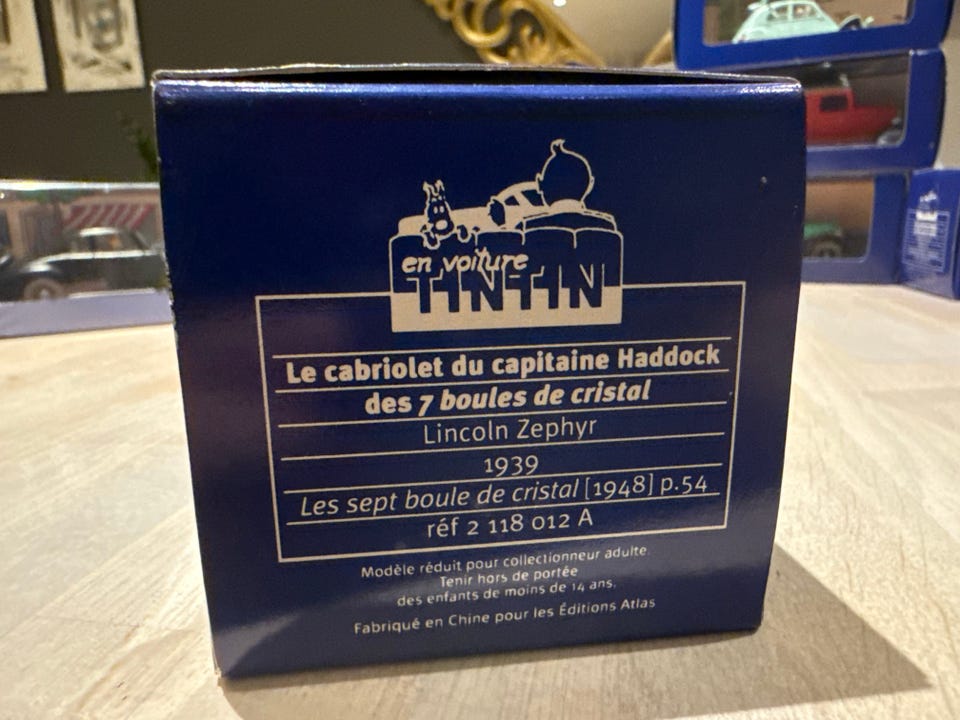 en voiture
TINTIN
Le cabriolet du capitaine Haddock
des 7 boules de cristal
Lincoln Zephyr
1939
Les sept boule de cristal [1948] p.54
réf 2 118 012 A
Modèle réduit pour collectionneur adulte.
Tenir hors de portée
des enfants de moins de 14 ans.
Fabriqué en Chine pour les Éditions Atlas